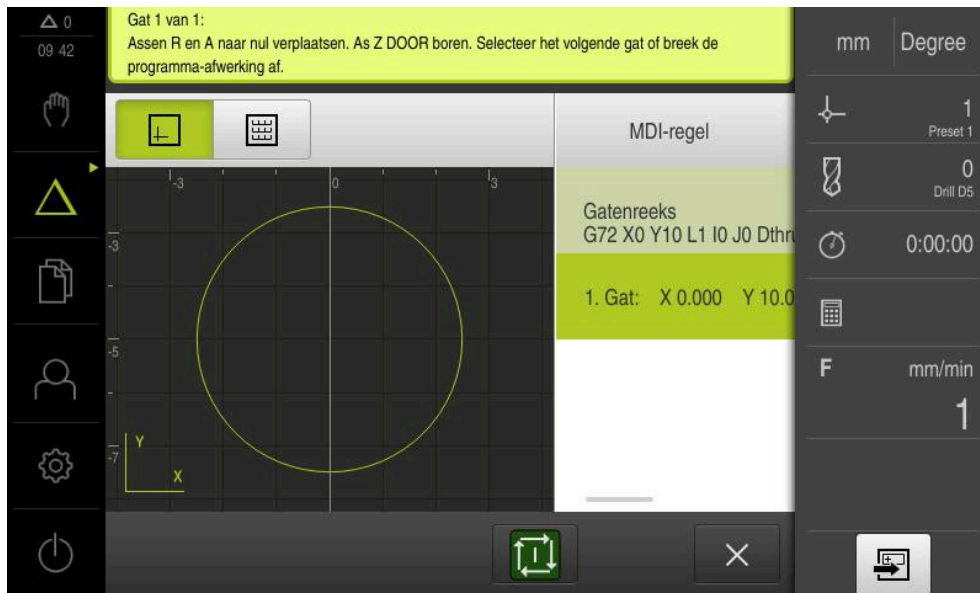 0
09 42
Gat 1 van 1:
Assen R en A naar nul verplaatsen. As Z DOOR boren. Selecteer het volgende gat of breek de
programma-afwerking af.
mm Degree
MDI-regel
1
Preset 1
0
Drill D5
0:00:00
F mm/min
1
-3 0 3
-3
-5
-7
Y
X
Gatenreeks
G72 X0 Y10 L1 I0 J0 Dthru
1. Gat: X 0.000 Y 10.0